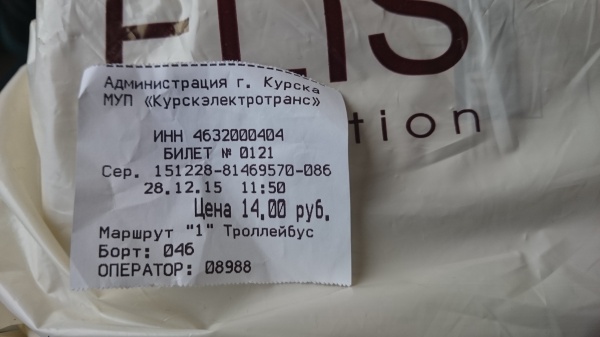 ELIS
Администрация г. Курска
МУП «Курскэлектротранс»
tion
ИНН 4632000404
БИЛЕТ № 0121
Сер. 151228-81469570-086
28.12.15 11:50
Цена 14,00 руб.
Маршрут "1" Троллейбус
Борт: 046
ОПЕРАТОР: 08988